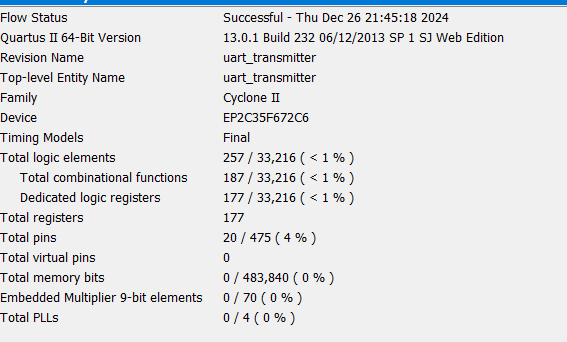 Flow Status Successful - Thu Dec 26 21:45:18 2024
Quartus II 64-Bit Version 13.0.1 Build 232 06/12/2013 SP 1 SJ Web Edition
Revision Name uart_transmitter
Top-level Entity Name uart_transmitter
Family Cyclone II
Device EP2C35F672C6
Timing Models Final
Total logic elements 257 / 33,216 ( < 1 % )
Total combinational functions 187 / 33,216 ( < 1 % )
Dedicated logic registers 177 / 33,216 ( < 1 % )
Total registers 177
Total pins 20 / 475 ( 4 % )
Total virtual pins 0
Total memory bits 0 / 483,840 ( 0 % )
Embedded Multiplier 9-bit elements 0 / 70 ( 0 % )
Total PLLs 0 / 4 ( 0 % )